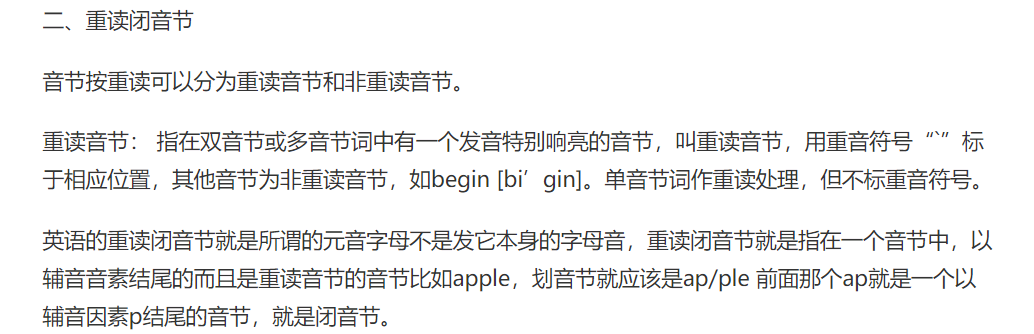 二、重读闭音节
音节按重读可以分为重读音节和非重读音节。
重读音节： 指在双音节或多音节词中有一个发音特别响亮的音节，叫重读音节，用重音符号“`”标
于相应位置，其他音节为非重读音节，如begin [bi’gin]。单音节词作重读处理，但不标重音符号。
英语的重读闭音节就是所谓的元音字母不是发它本身的字母音，重读闭音节就是指在一个音节中，以
辅音音素结尾的而且是重读音节的音节比如apple，划音节就应该是ap/ple 前面那个ap就是一个以
辅音因素p结尾的音节，就是闭音节。